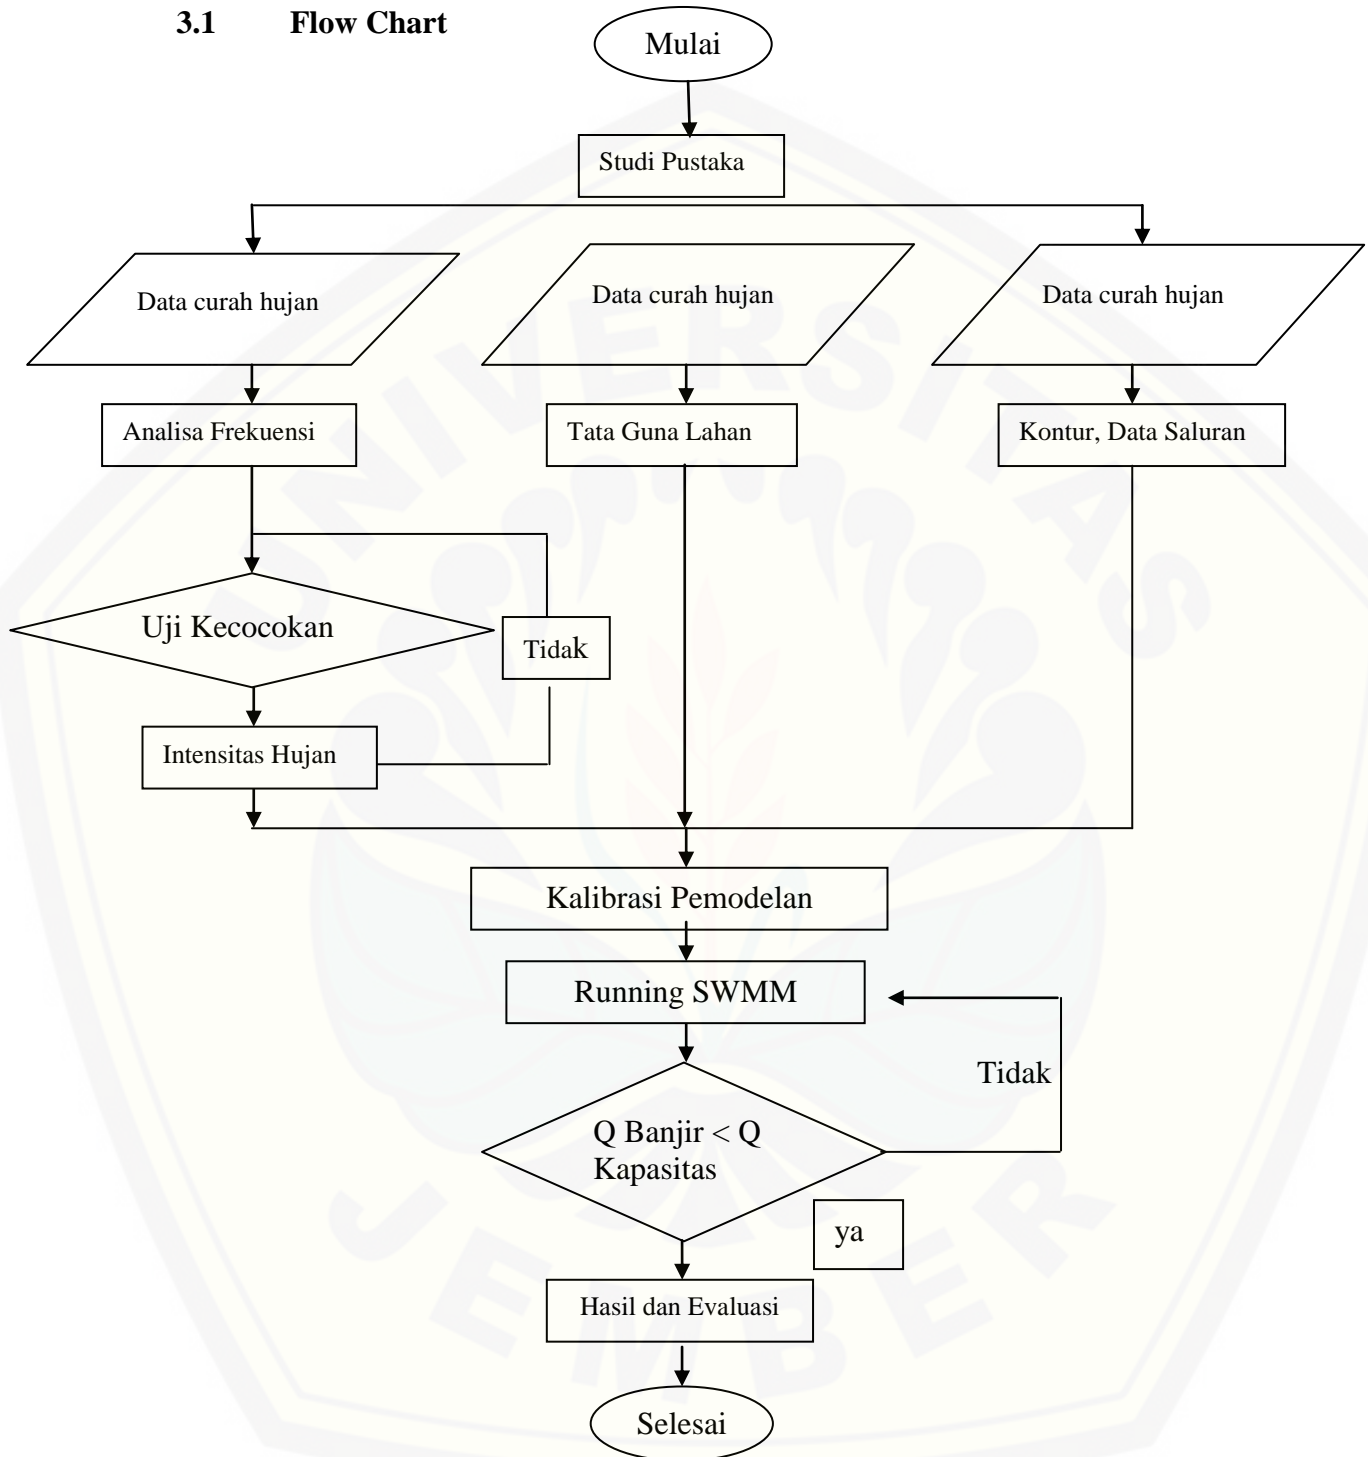 3.1 Flow Chart
Mulai
Studi Pustaka
Data curah hujan
Data curah hujan
Data curah hujan
Analisa Frekuensi
Tata Guna Lahan
Kontur, Data Saluran
Uji Kecocokan
Tidak
Intensitas Hujan
Kalibrasi Pemodelan
Running SWMM
Tidak
Q Banjir < Q
Kapasitas
ya
Hasil dan Evaluasi
Selesai
UNIVERSITAS
JEMBER